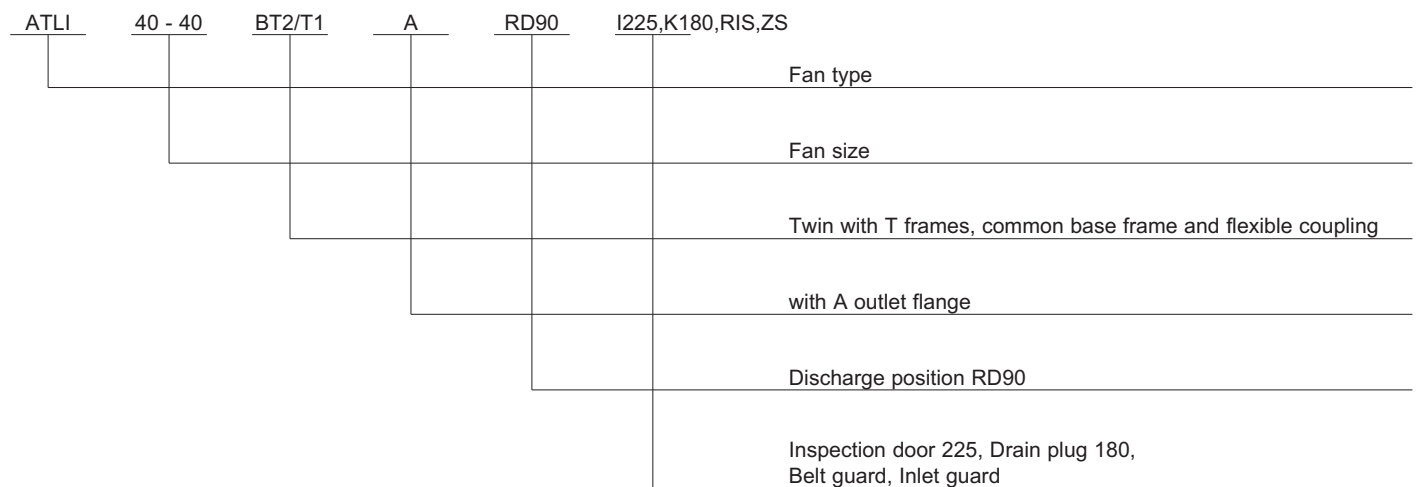 ATLI 40 - 40 BT2/T1 A RD90 I225,K180,RIS,ZS
Fan type
Fan size
Twin with T frames, common base frame and flexible coupling
with A outlet flange
Discharge position RD90
Inspection door 225, Drain plug 180,
Belt guard, Inlet guard